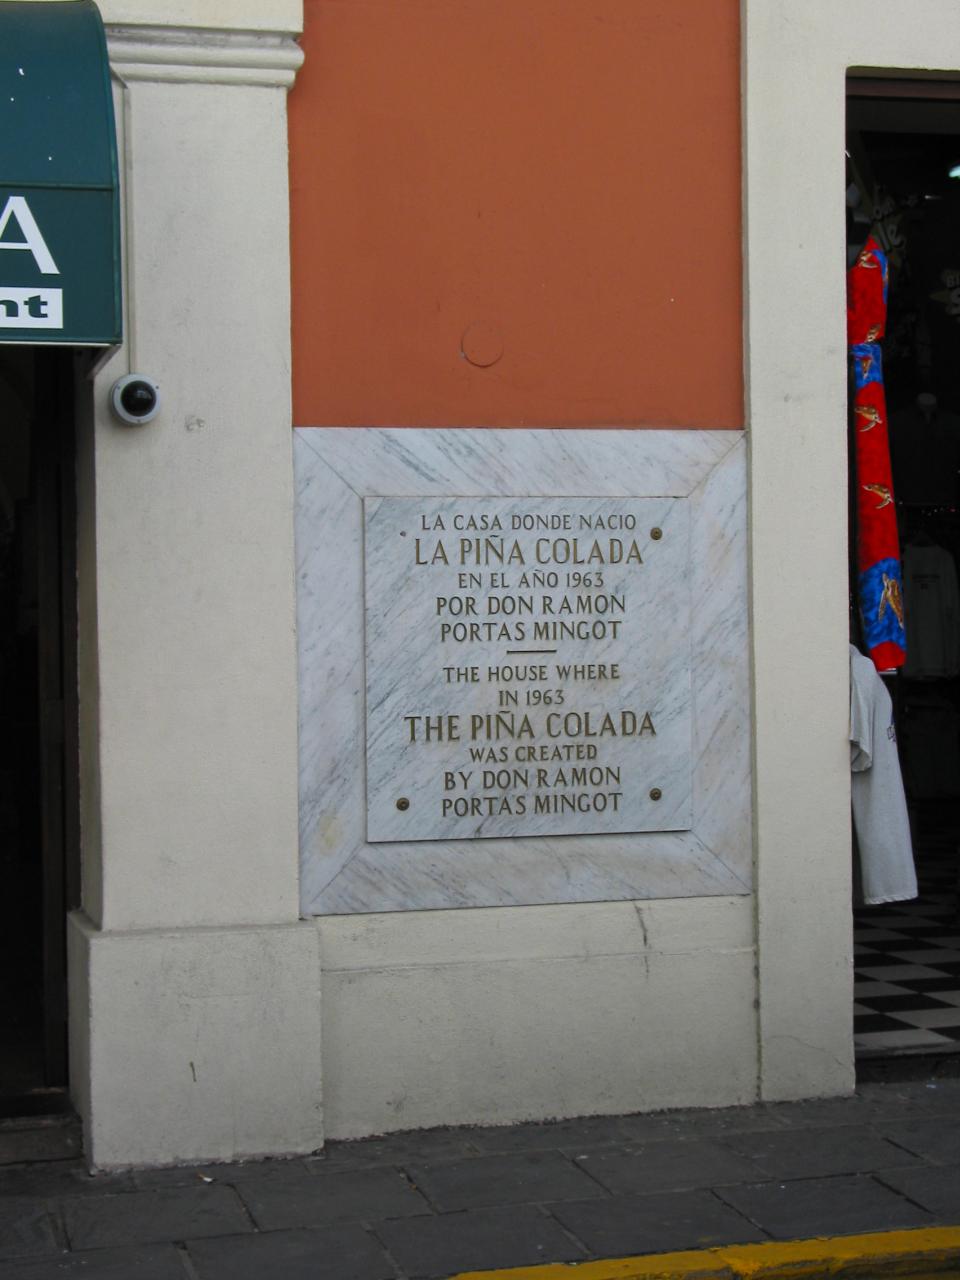 A
nt
LA CASA DONDE NACIO
LA PIÑA COLADA
EN EL AÑO 1963
POR DON RAMON
PORTAS MINGOT
THE HOUSE WHERE
IN 1963
THE PIÑA COLADA
WAS CREATED
BY DON RAMON
PORTAS MINGOT